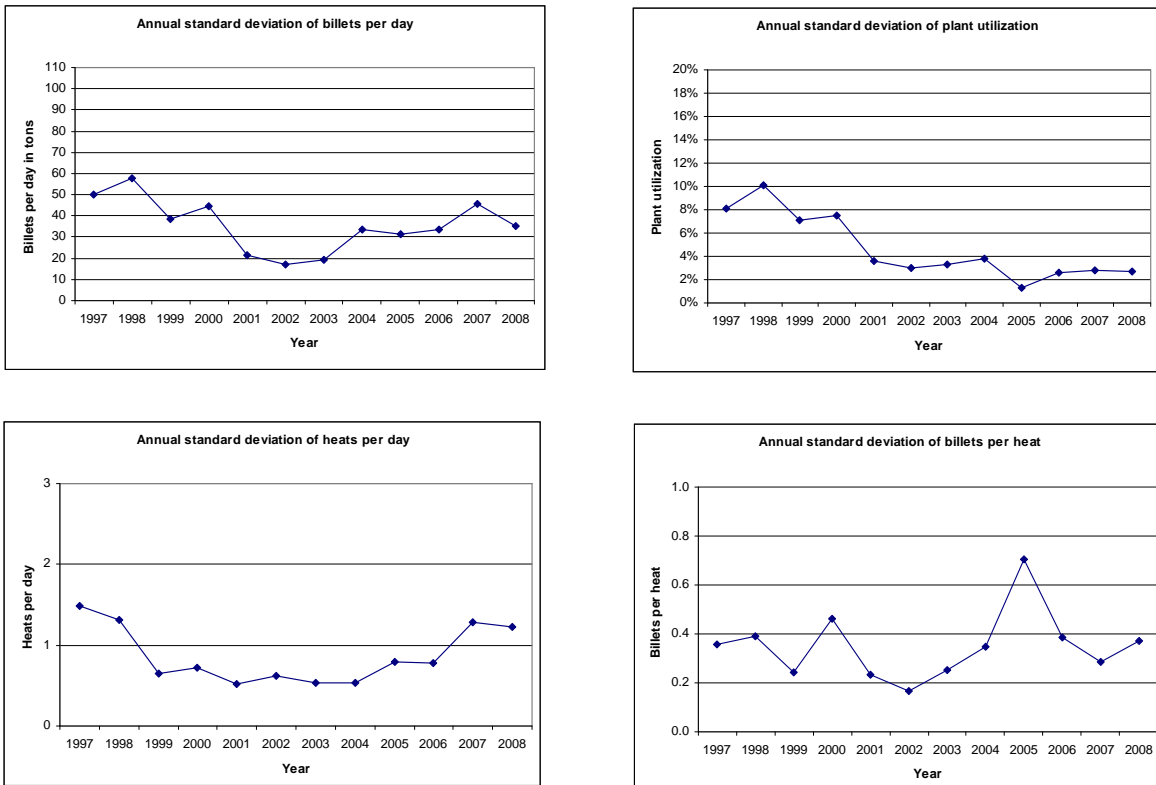 Annual standard deviation of billets per day
Billets per day in tons
110
100
90
80
70
60
50
40
30
20
10
0
1997 1998 1999 2000 2001 2002 2003 2004 2005 2006 2007 2008
Year
Annual standard deviation of plant utilization
Plant utilization
20%
18%
16%
14%
12%
10%
8%
6%
4%
2%
0%
1997 1998 1999 2000 2001 2002 2003 2004 2005 2006 2007 2008
Year
Annual standard deviation of heats per day
Heats per day
3
2
1
0
1997 1998 1999 2000 2001 2002 2003 2004 2005 2006 2007 2008
Year
Annual standard deviation of billets per heat
Billets per heat
1.0
0.8
0.6
0.4
0.2
0.0
1997 1998 1999 2000 2001 2002 2003 2004 2005 2006 2007 2008
Year